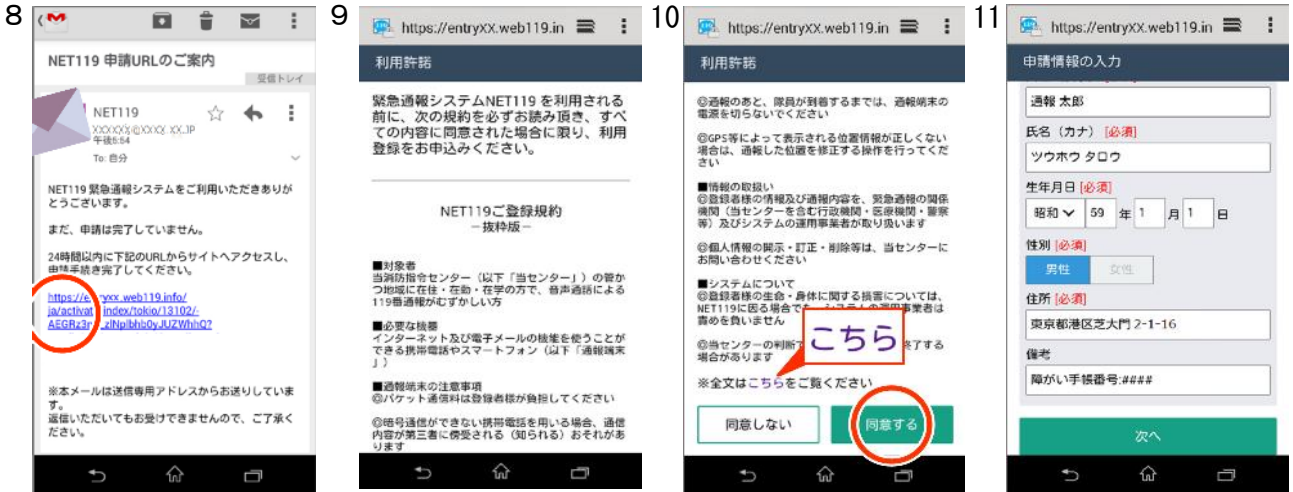 8
NET119 申請URLのご案内
受信トレイ
NET119
XXXXXX@XXXX.XX.JP
午後5:54
To: 自分
NET119 緊急通報システムをご利用いただきありが
とうございます。
まだ、申請は完了していません。
24時間以内に下記のURLからサイトへアクセスし、
申請手続き完了してください。
https://entryxx.web119.info/
ja/activate/index/tokio/13102/-
zlNplbhb0yJUZWhhQ?
※本メールは送信専用アドレスからお送りしていま
す。
返信いただいてもお受けできませんので、ご了承く
ださい。
9
https://entryXX.web119.in
利用許諾
緊急通報システムNET119 を利用される
前に、次の規約を必ずお読み頂き、すべ
ての内容に同意された場合に限り、利用
登録をお申込みください。
NET119ご登録規約
－抜粋版－
■対象者
当消防指令センター（以下「当センター」）の管か
つ地域に在住・在勤・在学の方で、音声通話による
119番通報がむずかしい方
■必要な機器
インターネット及び電子メールの機能を使うことが
できる携帯電話やスマートフォン（以下「通報端末
」）
■通報端末の注意事項
◎パケット通信料は登録者様が負担してください
◎暗号通信ができない携帯電話を用いる場合、通信
内容が第三者に傍受される（知られる）おそれがあ
ります
10
https://entryXX.web119.in
利用許諾
◎通報のあと、隊員が到着するまでは、通報端末の
電源を切らないでください
◎GPS等によって表示される位置情報が正しくない
場合は、通報した位置を修正する操作を行ってくだ
さい
■情報の取扱い
◎登録者様の情報及び通報内容を、緊急通報の関係
機関（当センターを含む行政機関・医療機関・警察
等）及びシステムの運用事業者が取り扱います
◎個人情報の開示・訂正・削除等は、当センターに
お問い合わせください
■システムについて
◎登録者様の生命・身体に関する損害については、
NET119に因る場合でも、システムの運用事業者は
責めを負いません
◎当センターの判断で 終了する
場合があります
こちら
※全文はこちらをご覧ください
同意しない
同意する
11
https://entryXX.web119.in
申請情報の入力
通報 太郎
氏名（カナ） [必須]
ツウホウ タロウ
生年月日 [必須]
昭和 59 年 1 月 1 日
性別 [必須]
男性 女性
住所 [必須]
東京都港区芝大門 2-1-16
備考
障がい手帳番号:####
次へ